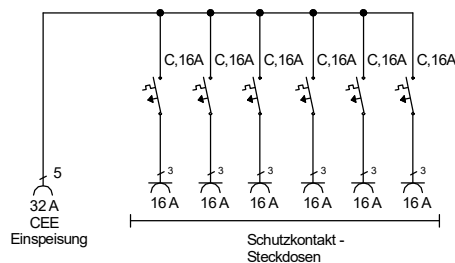 C,16A C,16A C,16A C,16A C,16A C,16A
5 3 3 3 3 3 3
32 A 16 A 16 A 16 A 16 A 16 A 16 A
CEE
Einspeisung
Schutzkontakt -
Steckdosen